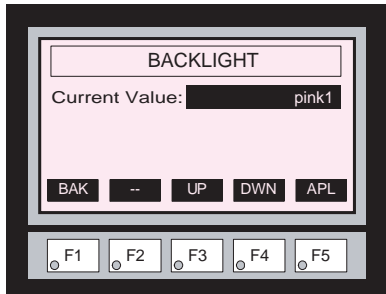 BACKLIGHT
Current Value: pink1
BAK -- UP DWN APL
F1 F2 F3 F4 F5